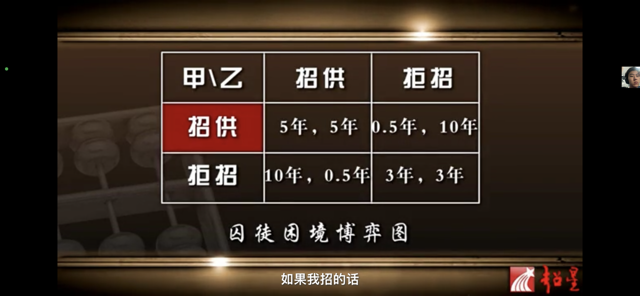 甲\乙 招供 拒招
招供 5年，5年 0.5年，10年
拒招 10年，0.5年 3年，3年
囚徒困境博弈图
如果我招的话
超星